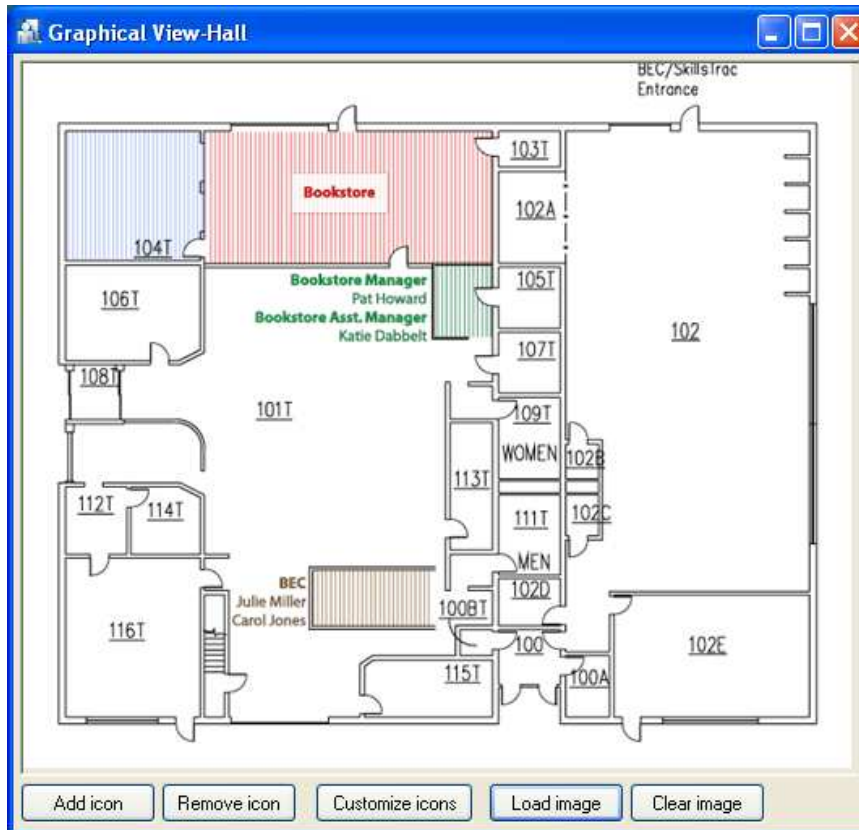 Graphical View-Hall
BEC/SkillsTrac
Entrance
103T
Bookstore
102A
104T
Bookstore Manager
Pat Howard
Bookstore Asst. Manager
Katie Dabbelt
105T
106T
102
107T
108T
101T
109T
WOMEN
102B
113T
112T
114T
111T
102C
MEN
BEC
Julie Miller
Carol Jones
102D
100BT
116T
100
102E
115T
100A
Add icon
Remove icon
Customize icons
Load image
Clear image